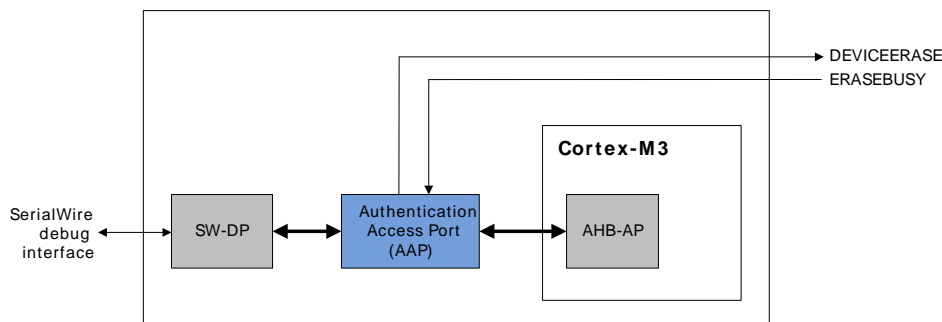 DEVICEERASE
ERASEBUSY
Cortex-M3
SerialWire
debug
interface
SW-DP
Authentication
Access Port
(AAP)
AHB-AP